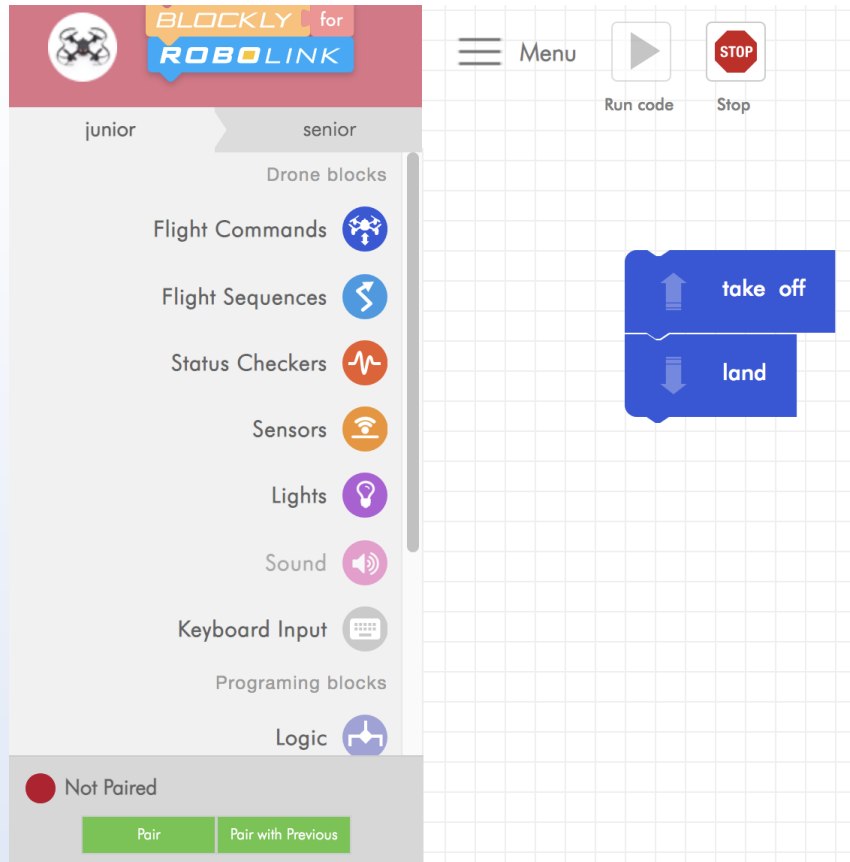 BLOCKLY for
ROBOLINK
junior senior
Drone blocks
Flight Commands
Flight Sequences
Status Checkers
Sensors
Lights
Sound
Keyboard Input
Programing blocks
Logic
Not Paired
Pair Pair with Previous
Menu
STOP
Run code Stop
take off
land